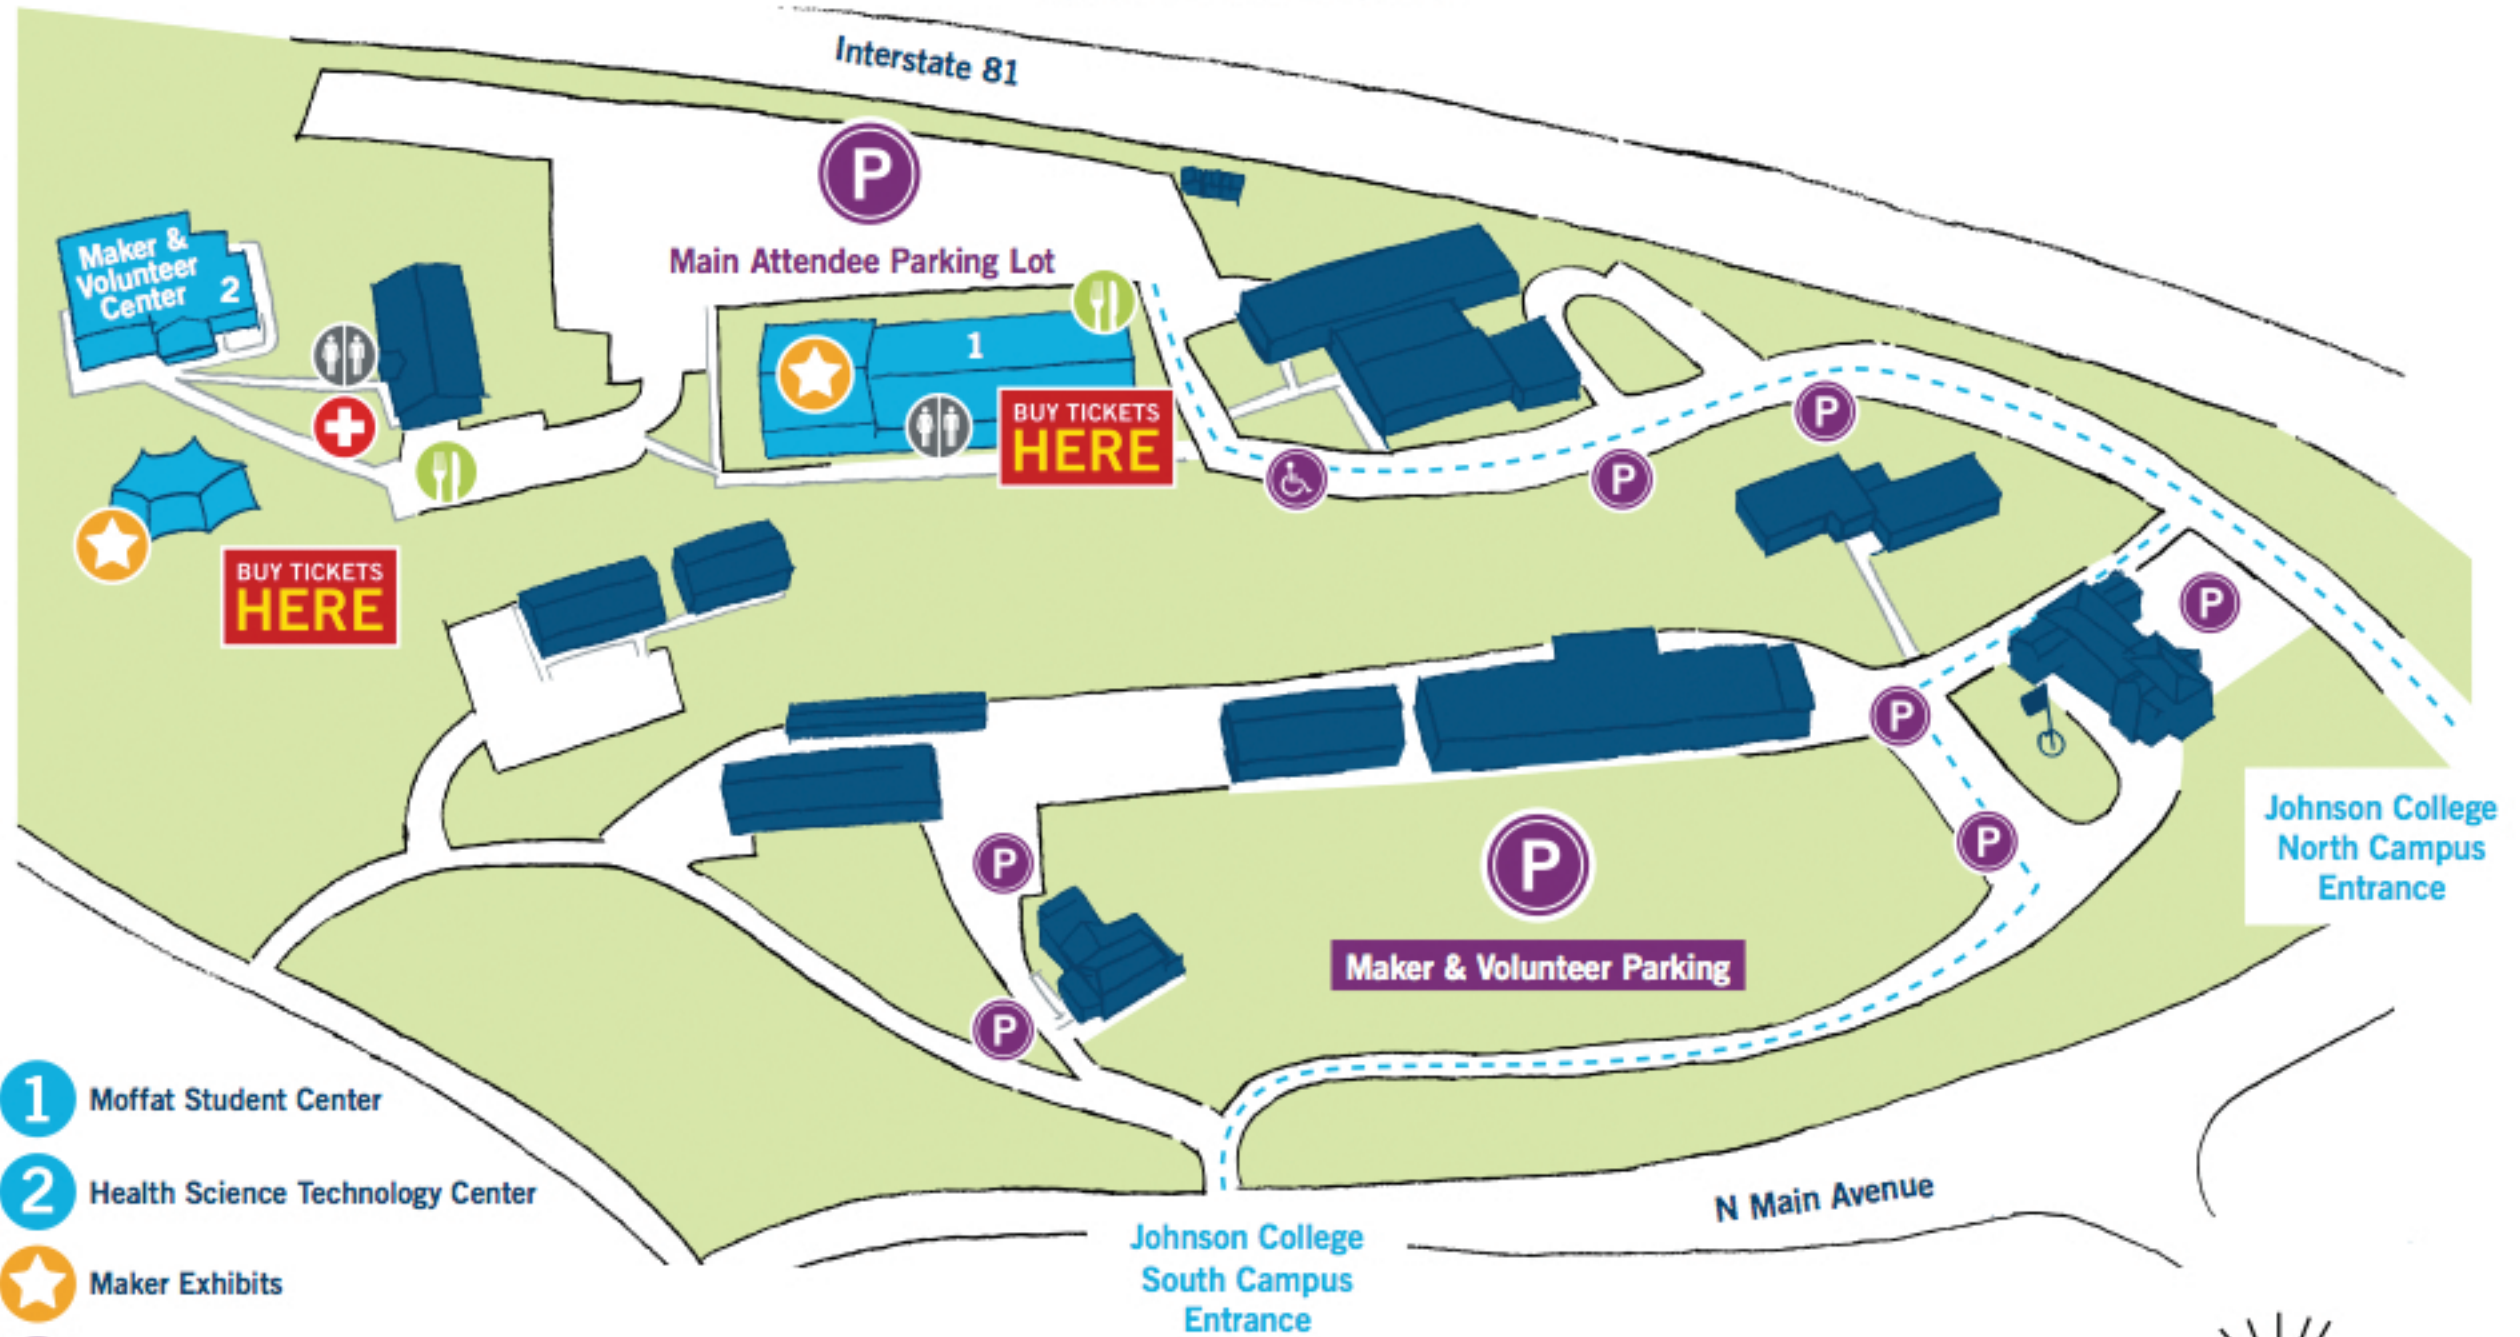 Interstate 81
P
Main Attendee Parking Lot
Maker &
Volunteer
Center 2
1
BUY TICKETS
HERE
P
P
BUY TICKETS
HERE
P
P
P
P
P
P
Maker & Volunteer Parking
P
Johnson College
North Campus
Entrance
1 Moffat Student Center
2 Health Science Technology Center
Maker Exhibits
N Main Avenue
Johnson College
South Campus
Entrance